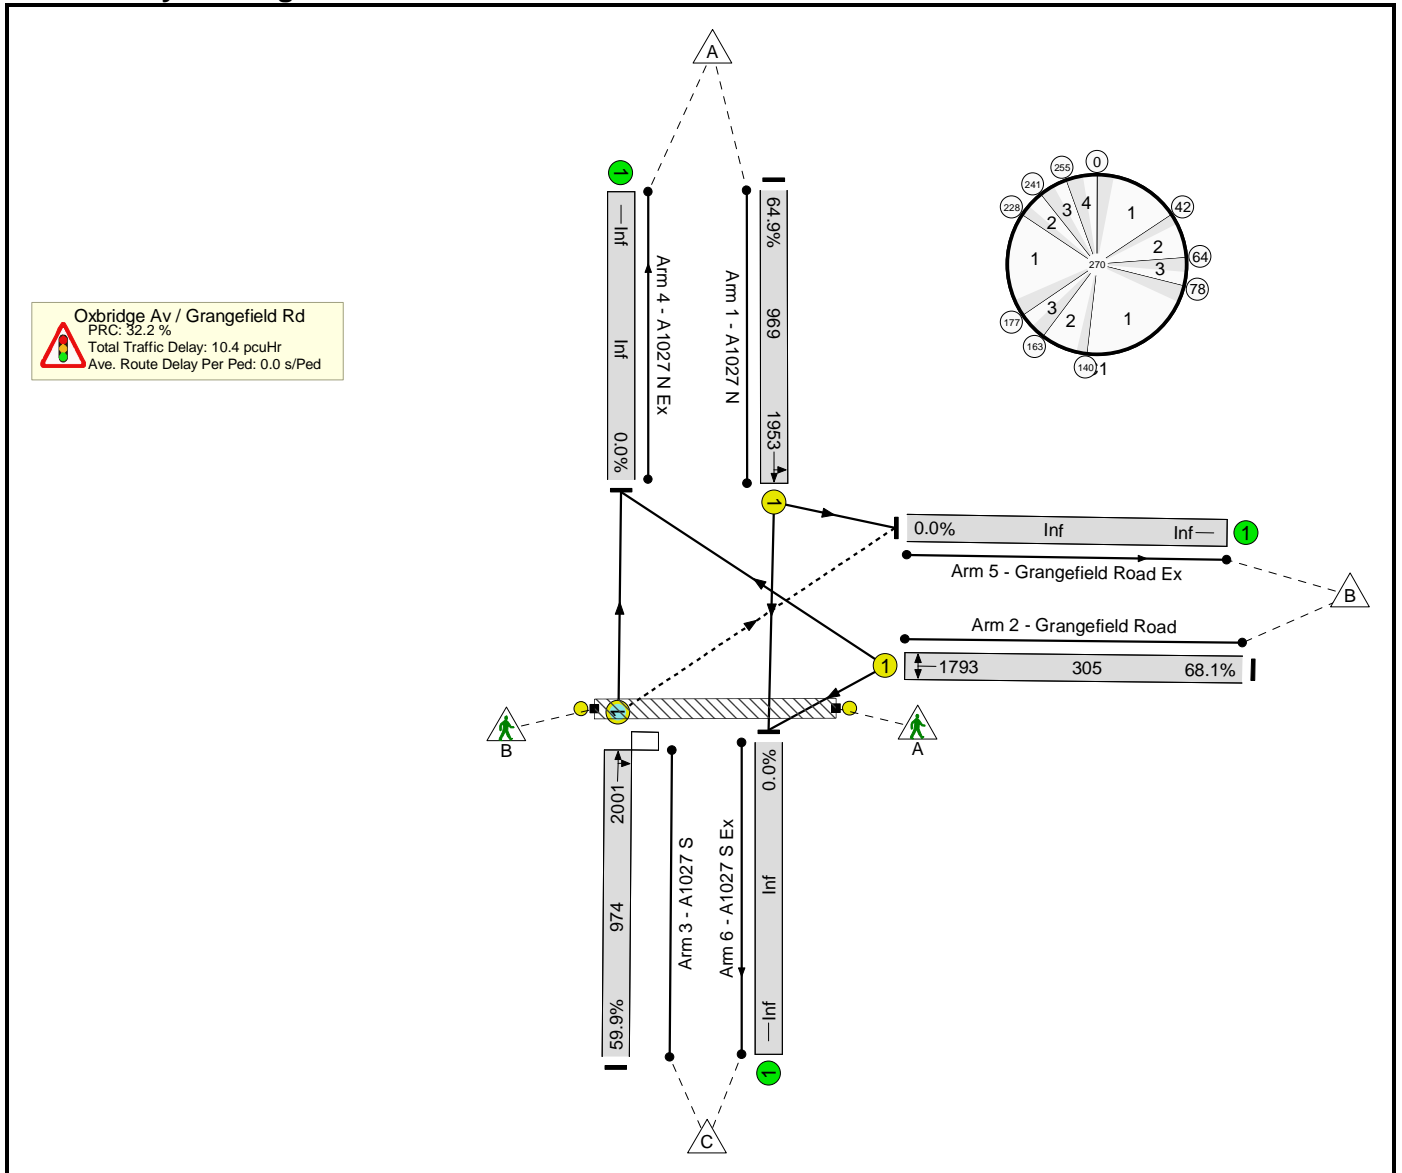 A
Oxbridge Av / Grangefield Rd
PRC: 32.2 %
Total Traffic Delay: 10.4 pcuHr
Ave. Route Delay Per Ped: 0.0 s/Ped
1
Inf
Inf
0.0%
Arm 4 - A1027 N Ex
Arm 1 - A1027 N
64.9%
969
1953
1
0
42
64
78
140
163
177
228
241
255
270
1
2
3
1
2
3
1
2
3
4
:1
0.0%
Inf
Inf
1
Arm 5 - Grangefield Road Ex
B
Arm 2 - Grangefield Road
1
1793
305
68.1%
1
B
A
2001
974
59.9%
Arm 3 - A1027 S
Arm 6 - A1027 S Ex
0.0%
Inf
Inf
1
C